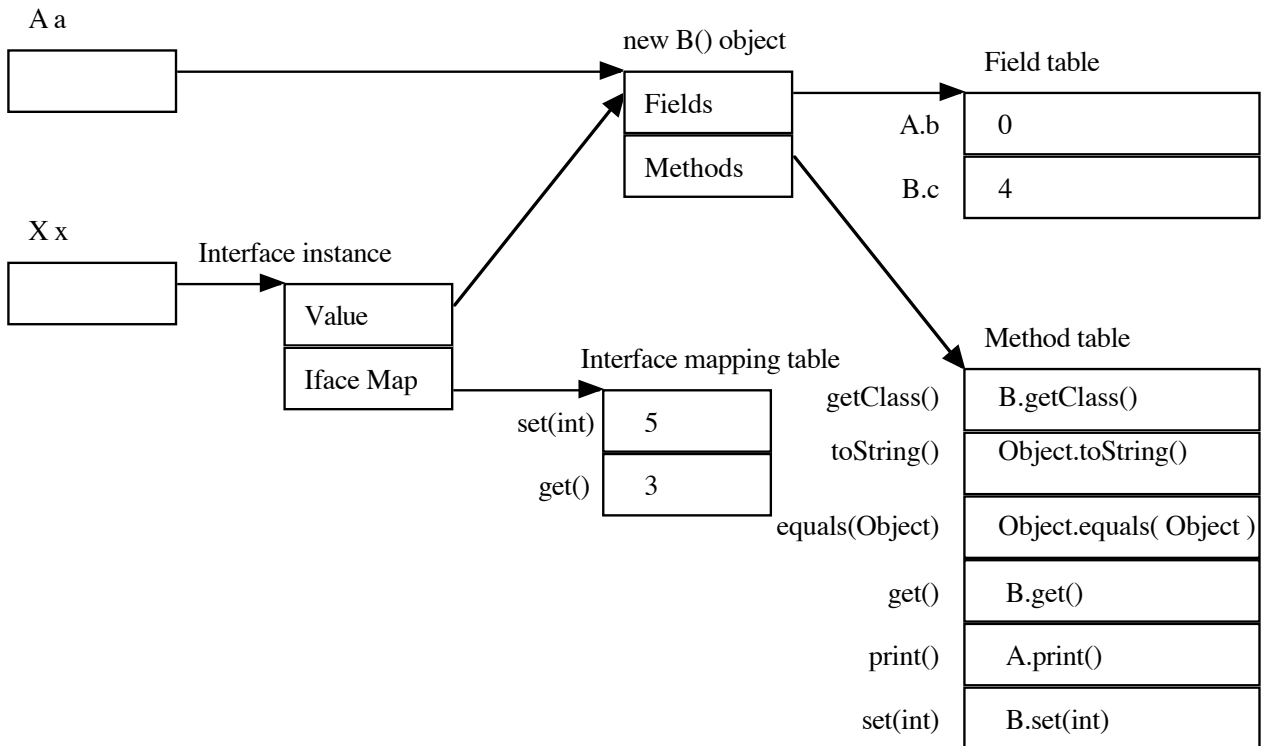 A a
new B() object
Field table
Fields
A.b 0
Methods
B.c 4
X x
Interface instance
Value
Method table
Iface Map
Interface mapping table
getClass() B.getClass()
set(int) 5
toString() Object.toString()
get() 3
equals(Object) Object.equals( Object )
get() B.get()
print() A.print()
set(int) B.set(int)